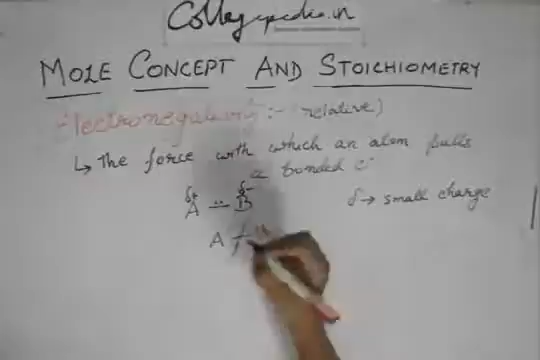 Collegepedia.in
MOLE CONCEPT AND STOICHIOMETRY
Electronegativity :- (relative)
↳ The force with which an atom pulls
a bonded e⁻
δ+ δ-
A — B δ → small charge
A